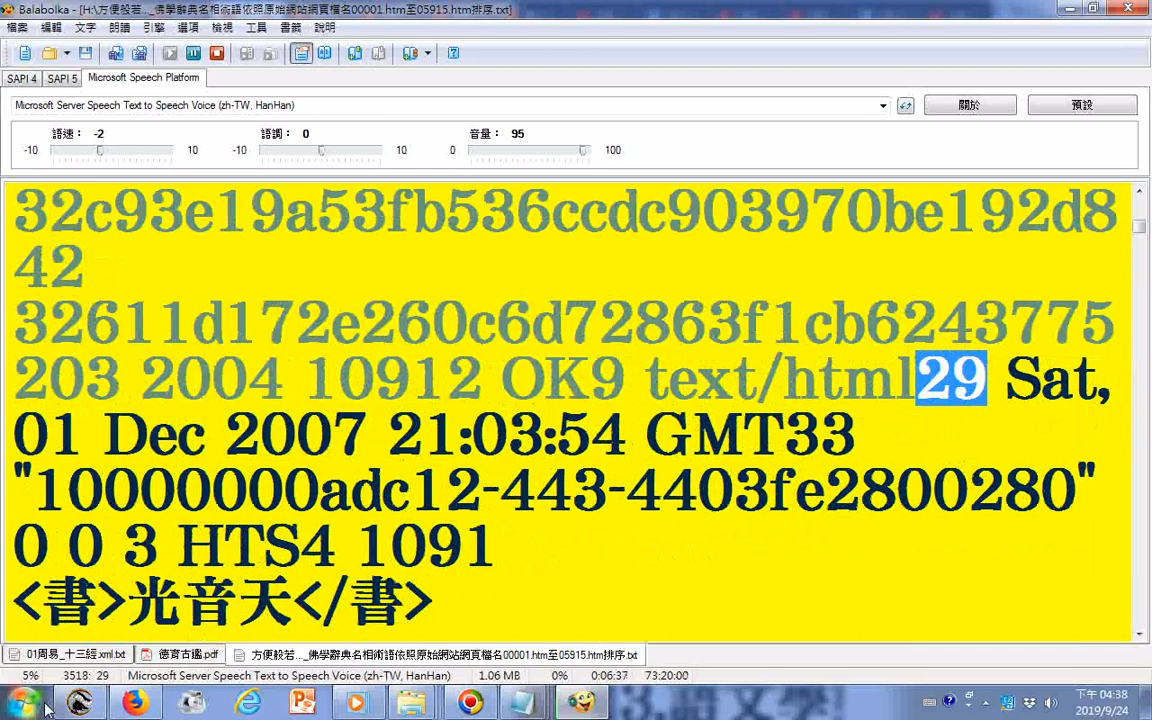 Balabolka - [H:\方便般若..._佛學辭典名相術語依照原始網站網頁檔名00001.htm至05915.htm排序.txt]
檔案 編輯 文字 朗讀 引擎 選項 檢視 工具 書籤 說明
SAPI 4 SAPI 5 Microsoft Speech Platform
Microsoft Server Speech Text to Speech Voice (zh-TW, HanHan) 關於 預設
語速： -2 語調： 0 音量： 95
-10 10 -10 10 0 100
32c93e19a53fb536ccdc903970be192d8
42
32611d172e260c6d72863f1cb6243775
203 2004 10912 OK9 text/html29 Sat,
01 Dec 2007 21:03:54 GMT33
"10000000adc12-443-4403fe2800280"
0 0 3 HTS4 1091
<書>光音天</書>
01周易_十三經.xml.txt 德育古鑑.pdf 方便般若..._佛學辭典名相術語依照原始網站網頁檔名00001.htm至05915.htm排序.txt
5% 3518: 29 Microsoft Server Speech Text to Speech Voice (zh-TW, HanHan) 1.06 MB 0% 0:06:37 73:20:00
下午 04:38
2019/9/24